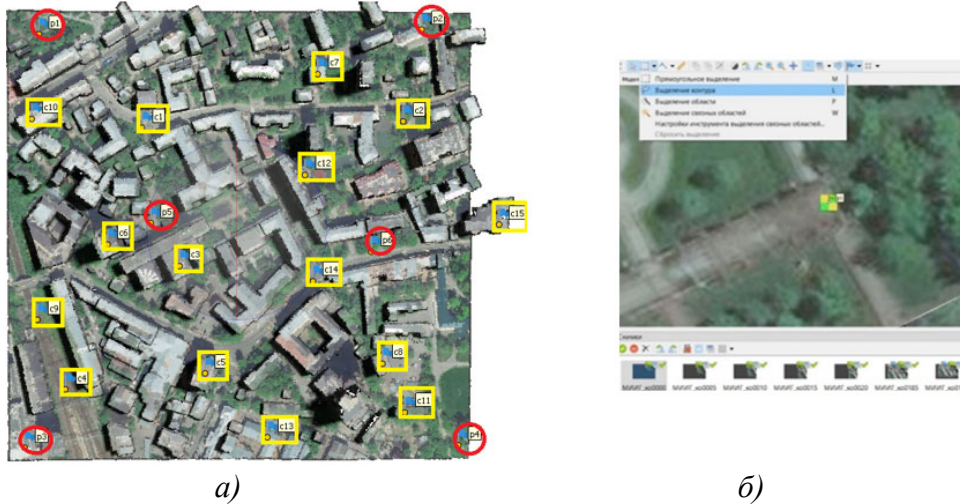 p1
p2
c7
c10
c1
c2
c12
p5
c15
c6
p6
c3
c14
c9
c8
c5
c4
c11
c13
p3
p4
а)
Прямоугольное выделение M
Выделение контура L
Выделение области P
Выделение связных областей W
Настройки инструмента выделения связных областей...
Сбросить выделение
б)